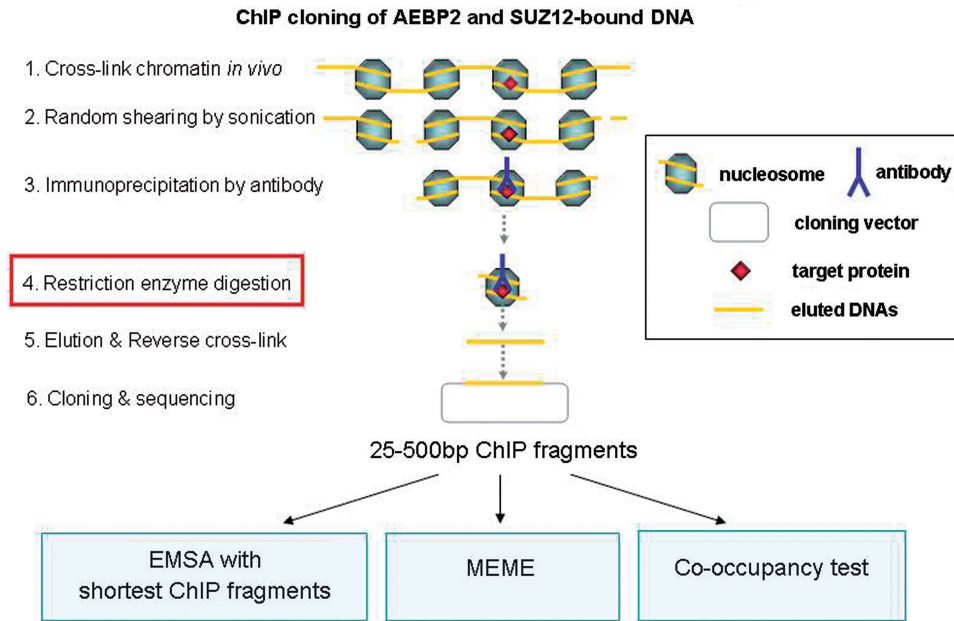 ChIP cloning of AEBP2 and SUZ12-bound DNA
1. Cross-link chromatin in vivo
2. Random shearing by sonication
3. Immunoprecipitation by antibody
4. Restriction enzyme digestion
5. Elution & Reverse cross-link
6. Cloning & sequencing
nucleosome
antibody
cloning vector
target protein
eluted DNAs
25-500bp ChIP fragments
EMSA with
shortest ChIP fragments
MEME
Co-occupancy test